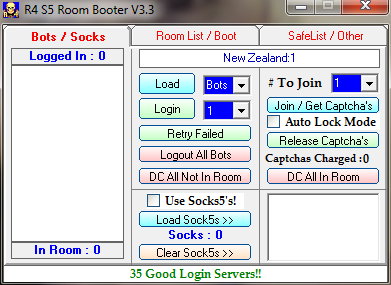 R4 S5 Room Booter V3.3
Bots / Socks
Room List / Boot
SafeList / Other
Logged In : 0
New Zealand:1
Load
Bots
# To Join
1
Login
1
Join / Get Captcha's
Auto Lock Mode
Retry Failed
Release Captcha's
Logout All Bots
Captchas Charged :0
DC All Not In Room
DC All In Room
Use Socks5's!
Load Sock5s >>
Socks : 0
In Room : 0
Clear Sock5s >>
35 Good Login Servers!!